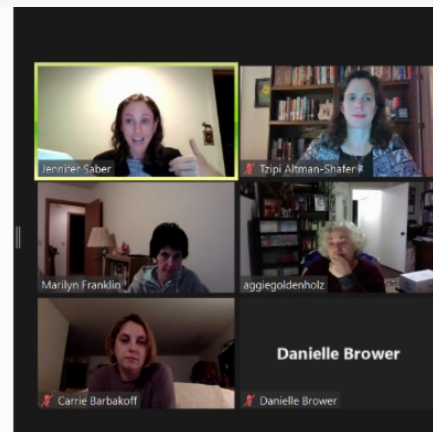 Jennifer Saber
Tzipi Altman-Shafer
Marilyn Franklin
aggiegoldenholz
Carrie Barbakoff
Danielle Brower
Danielle Brower